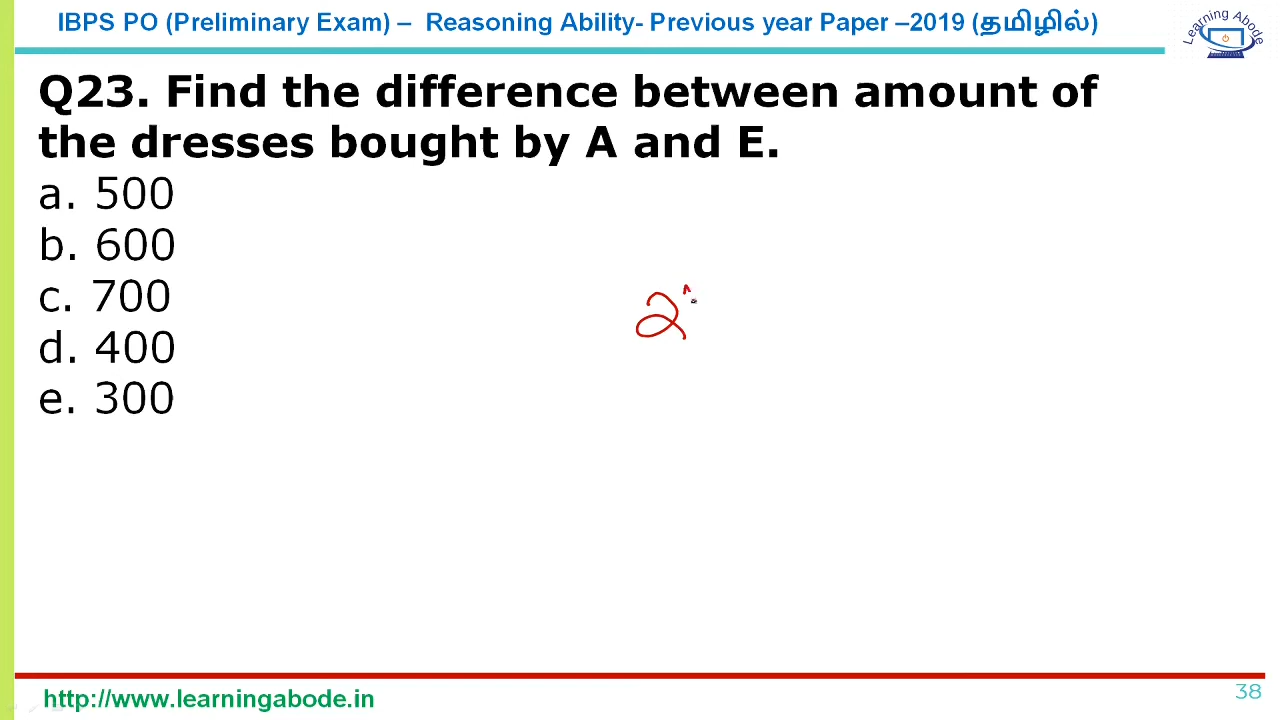 IBPS PO (Preliminary Exam) – Reasoning Ability- Previous year Paper –2019 (தமிழில்)
Learning Abode
Q23. Find the difference between amount of
the dresses bought by A and E.
a. 500
b. 600
c. 700
d. 400
e. 300
2
http://www.learningabode.in
38